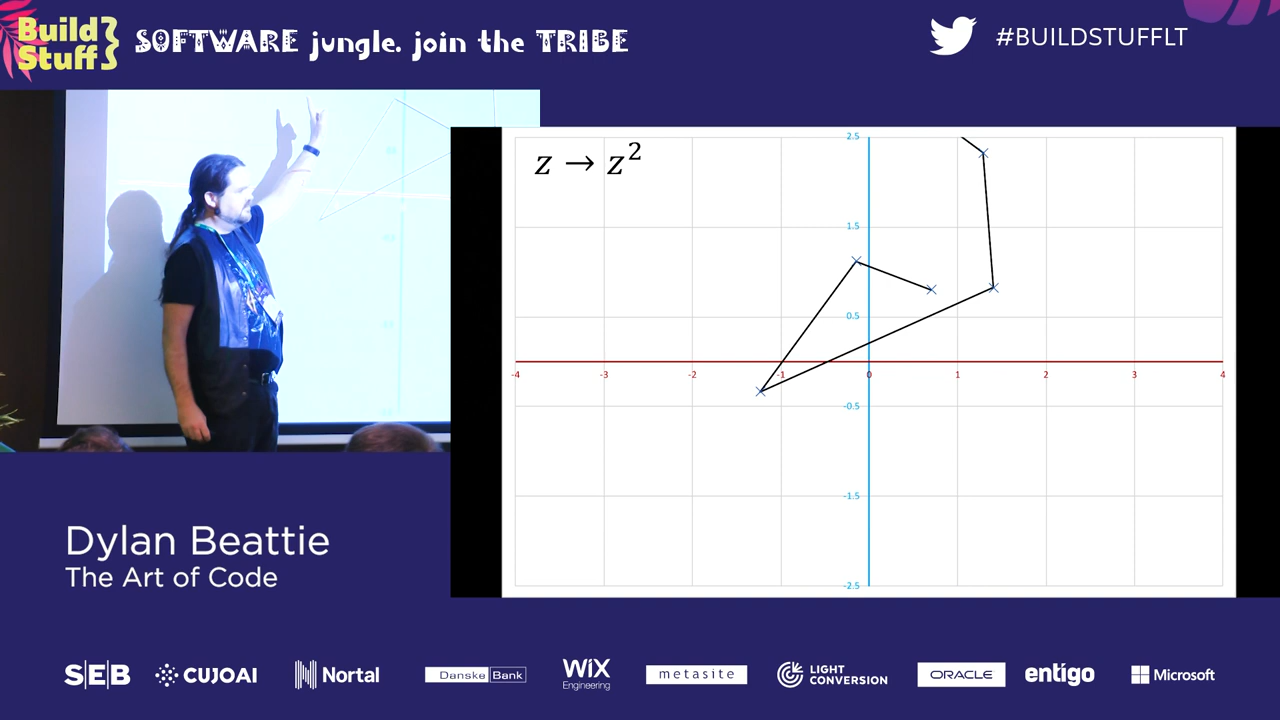 Build
Stuff
SOFTWARE jungle. join the TRIBE
#BUILDSTUFFLT
z → z²
2.5
1.5
0.5
-4 -3 -2 -1 0 1 2 3 4
-0.5
-1.5
-2.5
Dylan Beattie
The Art of Code
SEB CUJOAI Nortal Danske Bank WiX Engineering metasite LIGHT CONVERSION ORACLE entigo Microsoft